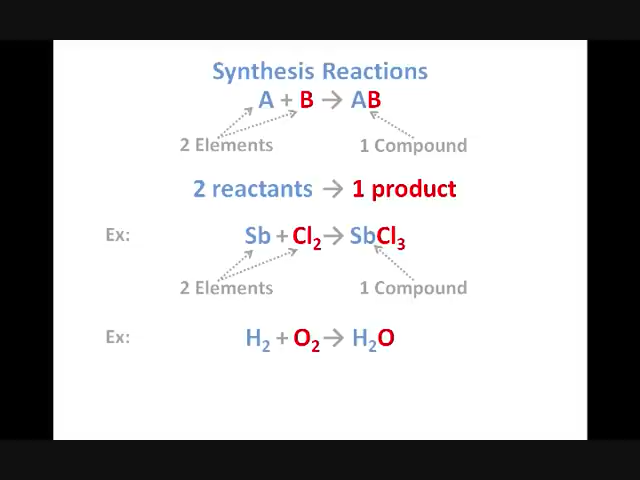 Synthesis Reactions
A + B → AB
2 Elements 1 Compound
2 reactants → 1 product
Ex: Sb + Cl₂ → SbCl₃
2 Elements 1 Compound
Ex: H₂ + O₂ → H₂O